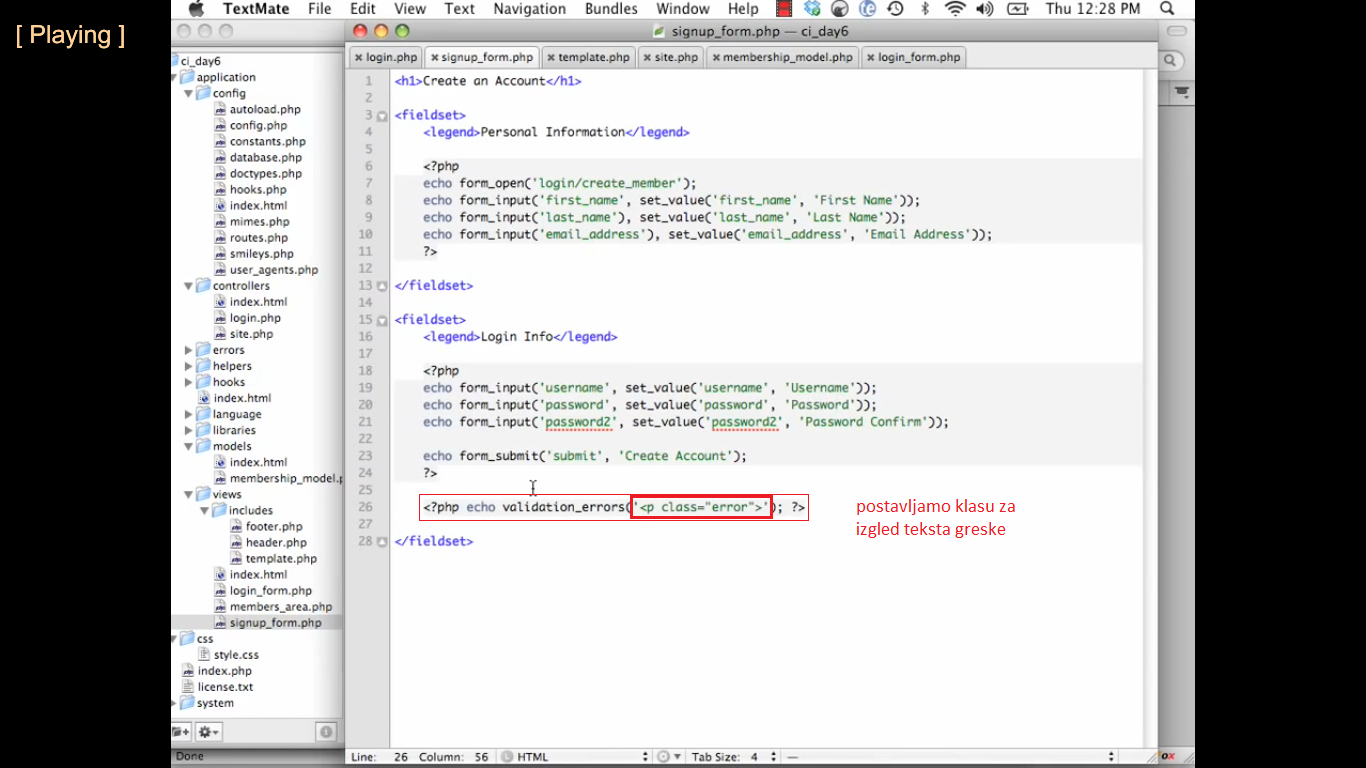 [ Playing ]
TextMate File Edit View Text Navigation Bundles Window Help Thu 12:28 PM
signup_form.php — ci_day6
login.php signup_form.php template.php site.php membership_model.php login_form.php
ci_day6
application
config
autoload.php
config.php
constants.php
database.php
doctypes.php
hooks.php
index.html
mimes.php
routes.php
smileys.php
user_agents.php
controllers
index.html
login.php
site.php
errors
helpers
hooks
index.html
language
libraries
models
index.html
membership_model.p
views
includes
footer.php
header.php
template.php
index.html
login_form.php
members_area.php
signup_form.php
css
style.css
index.php
license.txt
system
Done
1 <h1>Create an Account</h1>
2
3 <fieldset>
4 <legend>Personal Information</legend>
5
6 <?php
7 echo form_open('login/create_member');
8 echo form_input('first_name', set_value('first_name', 'First Name'));
9 echo form_input('last_name'), set_value('last_name', 'Last Name'));
10 echo form_input('email_address'), set_value('email_address', 'Email Address'));
11 ?>
12
13 </fieldset>
14
15 <fieldset>
16 <legend>Login Info</legend>
17
18 <?php
19 echo form_input('username', set_value('username', 'Username'));
20 echo form_input('password', set_value('password', 'Password'));
21 echo form_input('password2', set_value('password2', 'Password Confirm'));
22
23 echo form_submit('submit', 'Create Account');
24 ?>
25
26 <?php echo validation_errors('<p class="error">'); ?>
27
28 </fieldset>
postavljamo klasu za
izgled teksta greske
Line: 26 Column: 56 HTML Tab Size: 4 —